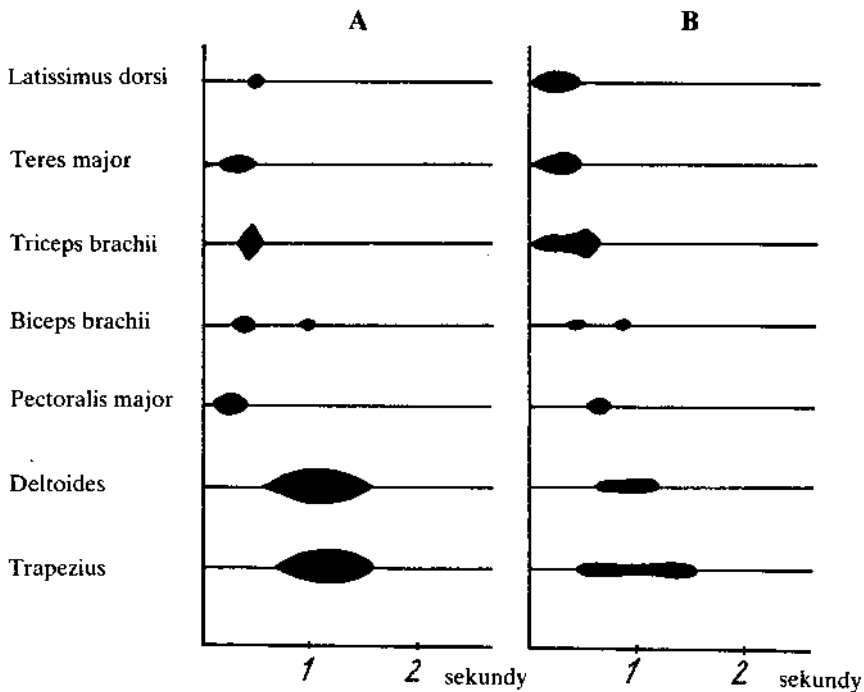 A B
Latissimus dorsi
Teres major
Triceps brachii
Biceps brachii
Pectoralis major
Deltoides
Trapezius
1 2 sekundy 1 2 sekundy